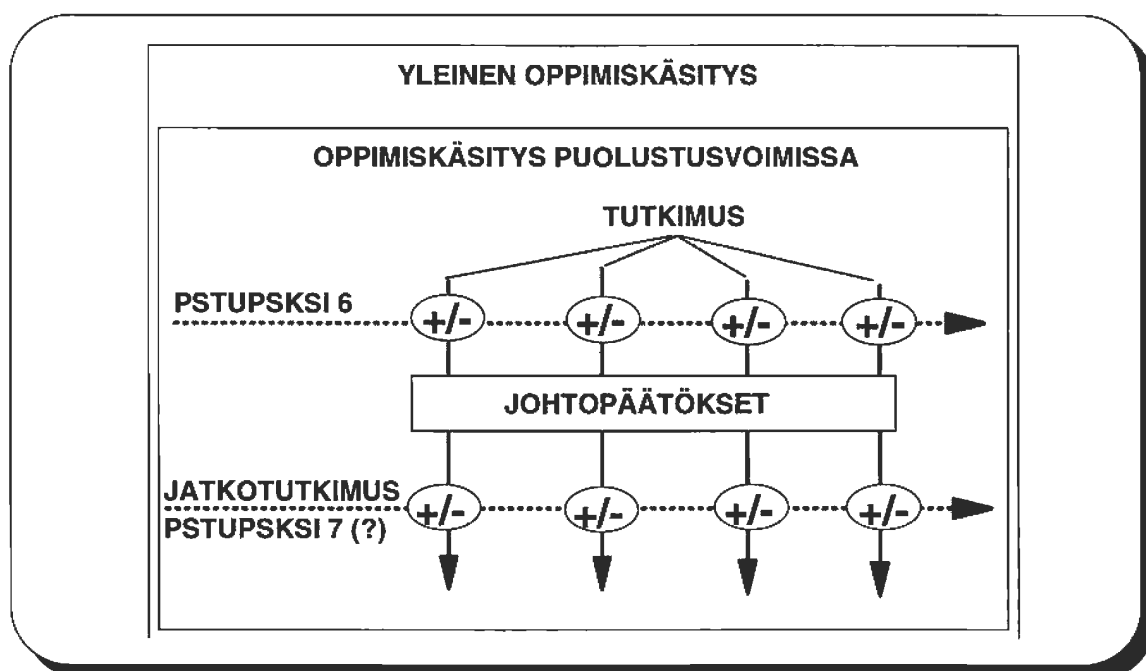 YLEINEN OPPIMISKÄSITYS
OPPIMISKÄSITYS PUOLUSTUSVOIMISSA
TUTKIMUS
PSTUPSKSI 6
+/- +/- +/- +/-
JOHTOPÄÄTÖKSET
JATKOTUTKIMUS
+/- +/- +/- +/-
PSTUPSKSI 7 (?)